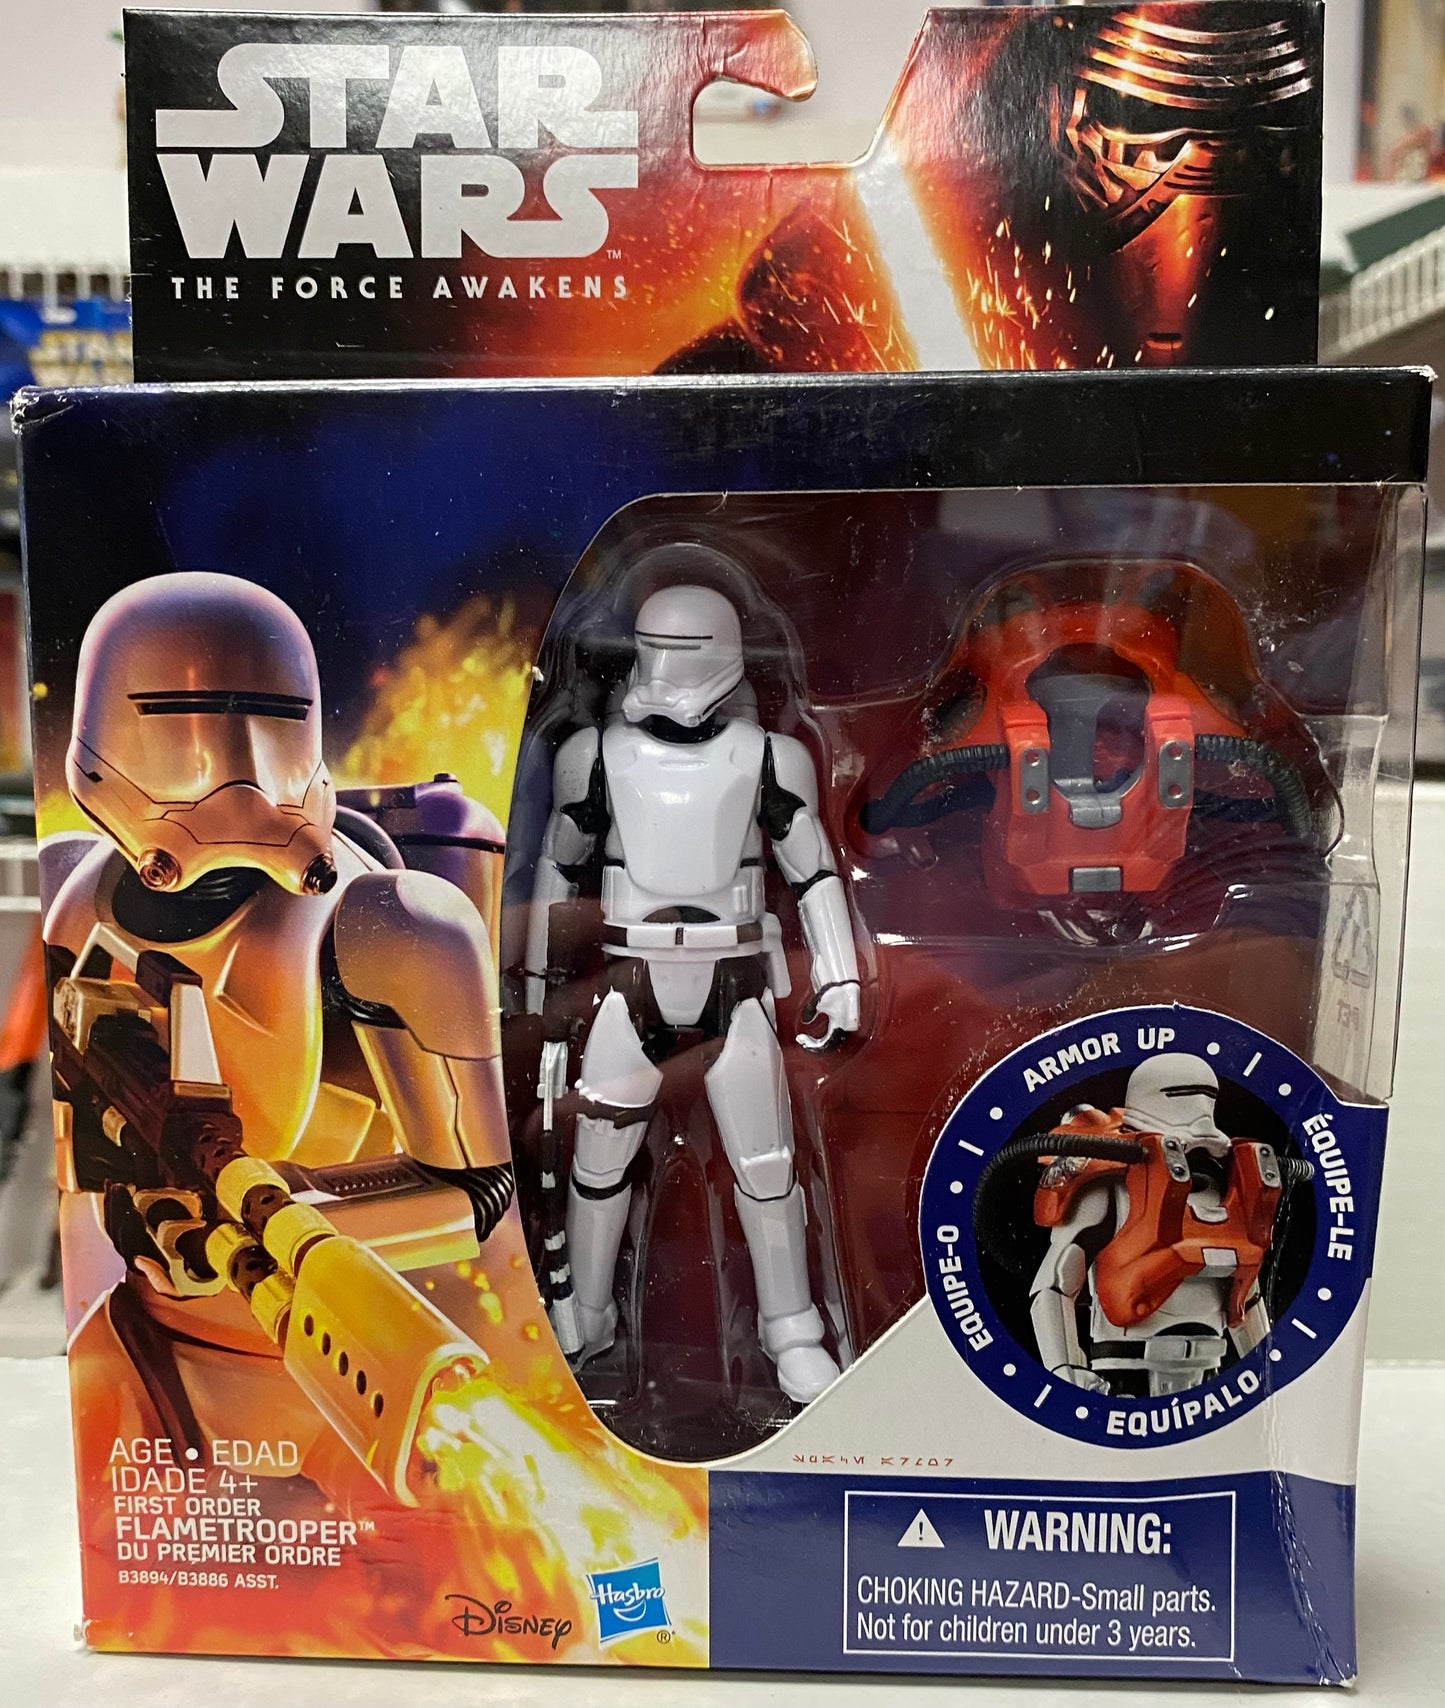 STAR
WARS™
THE FORCE AWAKENS
ARMOR UP
ÉQUIPE-LE
EQUIPE-O
EQUÍPALO
AGE • EDAD
IDADE 4+
FIRST ORDER
FLAMETROOPER™
DU PREMIER ORDRE
B3894/B3886 ASST.
Disney
Hasbro
®
WARNING:
CHOKING HAZARD-Small parts.
Not for children under 3 years.